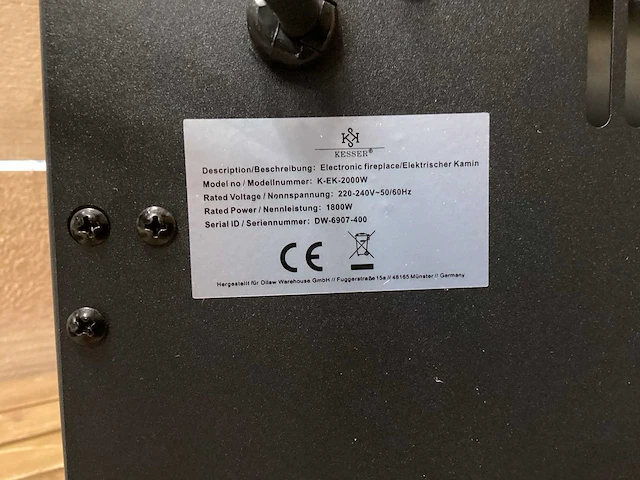 KESSER®
Description/Beschreibung: Electronic fireplace/Elektrischer Kamin
Model no / Modellnummer: K-EK-2000W
Rated Voltage / Nonnspannung: 220-240V~50/60Hz
Rated Power / Nennleistung: 1800W
Serial ID / Seriennummer: DW-6907-400
CE
Hergestellt für Dilaw Warehouse GmbH // Fuggerstraße 15a // 48165 Münster // Germany